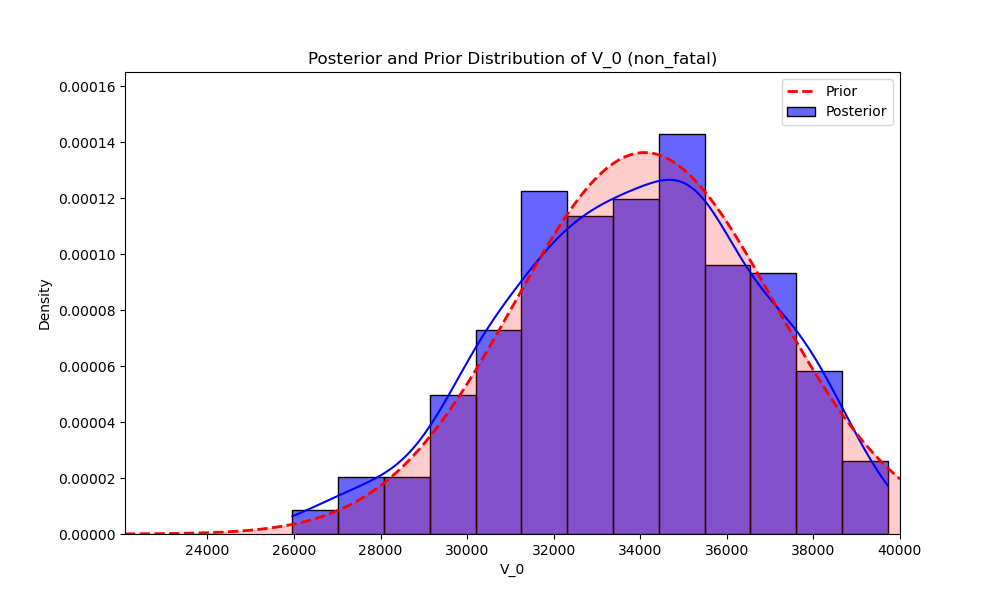 Posterior and Prior Distribution of V_0 (non_fatal)
Prior
Posterior
0.00016
0.00014
0.00012
0.00010
0.00008
0.00006
0.00004
0.00002
0.00000
Density
24000 26000 28000 30000 32000 34000 36000 38000 40000
V_0